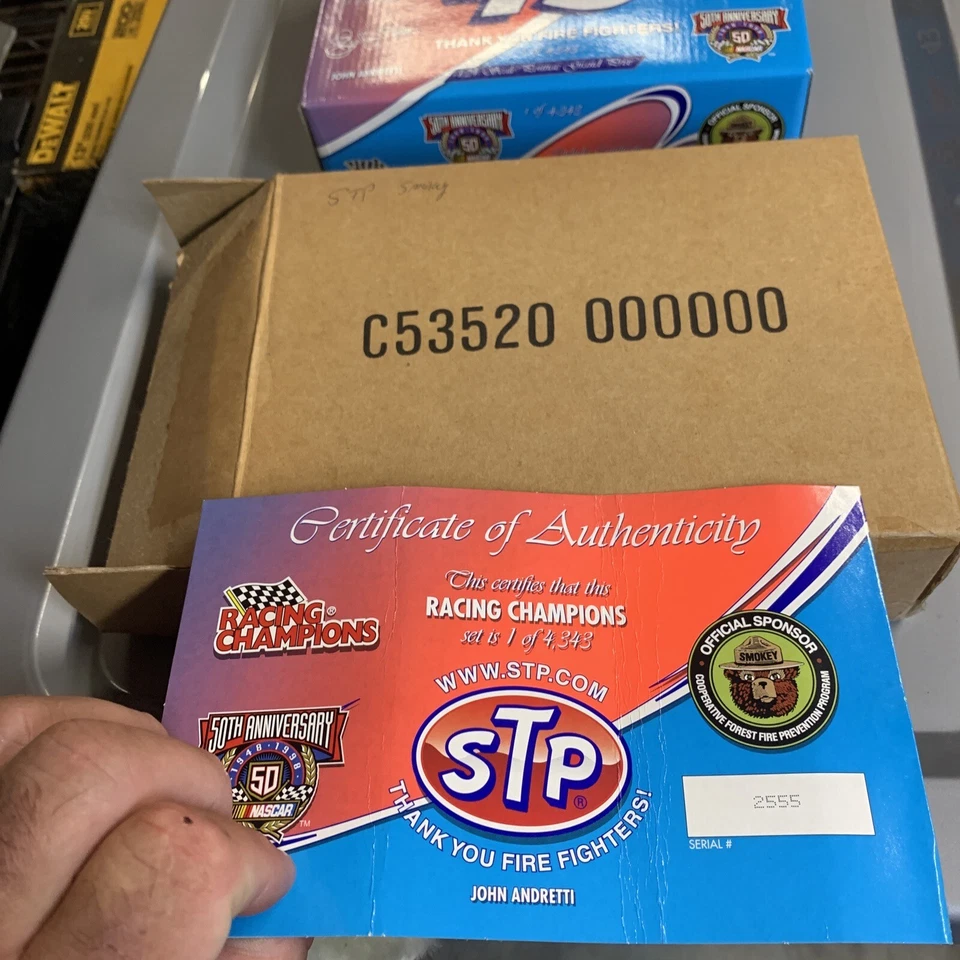 DEWALT
THANK YOU FIRE FIGHTERS!
50TH ANNIVERSARY
50
NASCAR
JOHN ANDRETTI
1 of 4,343
50TH ANNIVERSARY
50
OFFICIAL SPONSOR
STP Smokey
C53520 000000
Certificate of Authenticity
This certifies that this
RACING CHAMPIONS
set is 1 of 4,343
RACING®
CHAMPIONS
WWW.STP.COM
STP®
THANK YOU FIRE FIGHTERS!
JOHN ANDRETTI
50TH ANNIVERSARY
1948 • 1998
50
NASCAR
TM
OFFICIAL SPONSOR
SMOKEY
COOPERATIVE FOREST FIRE PREVENTION PROGRAM
2555
SERIAL #